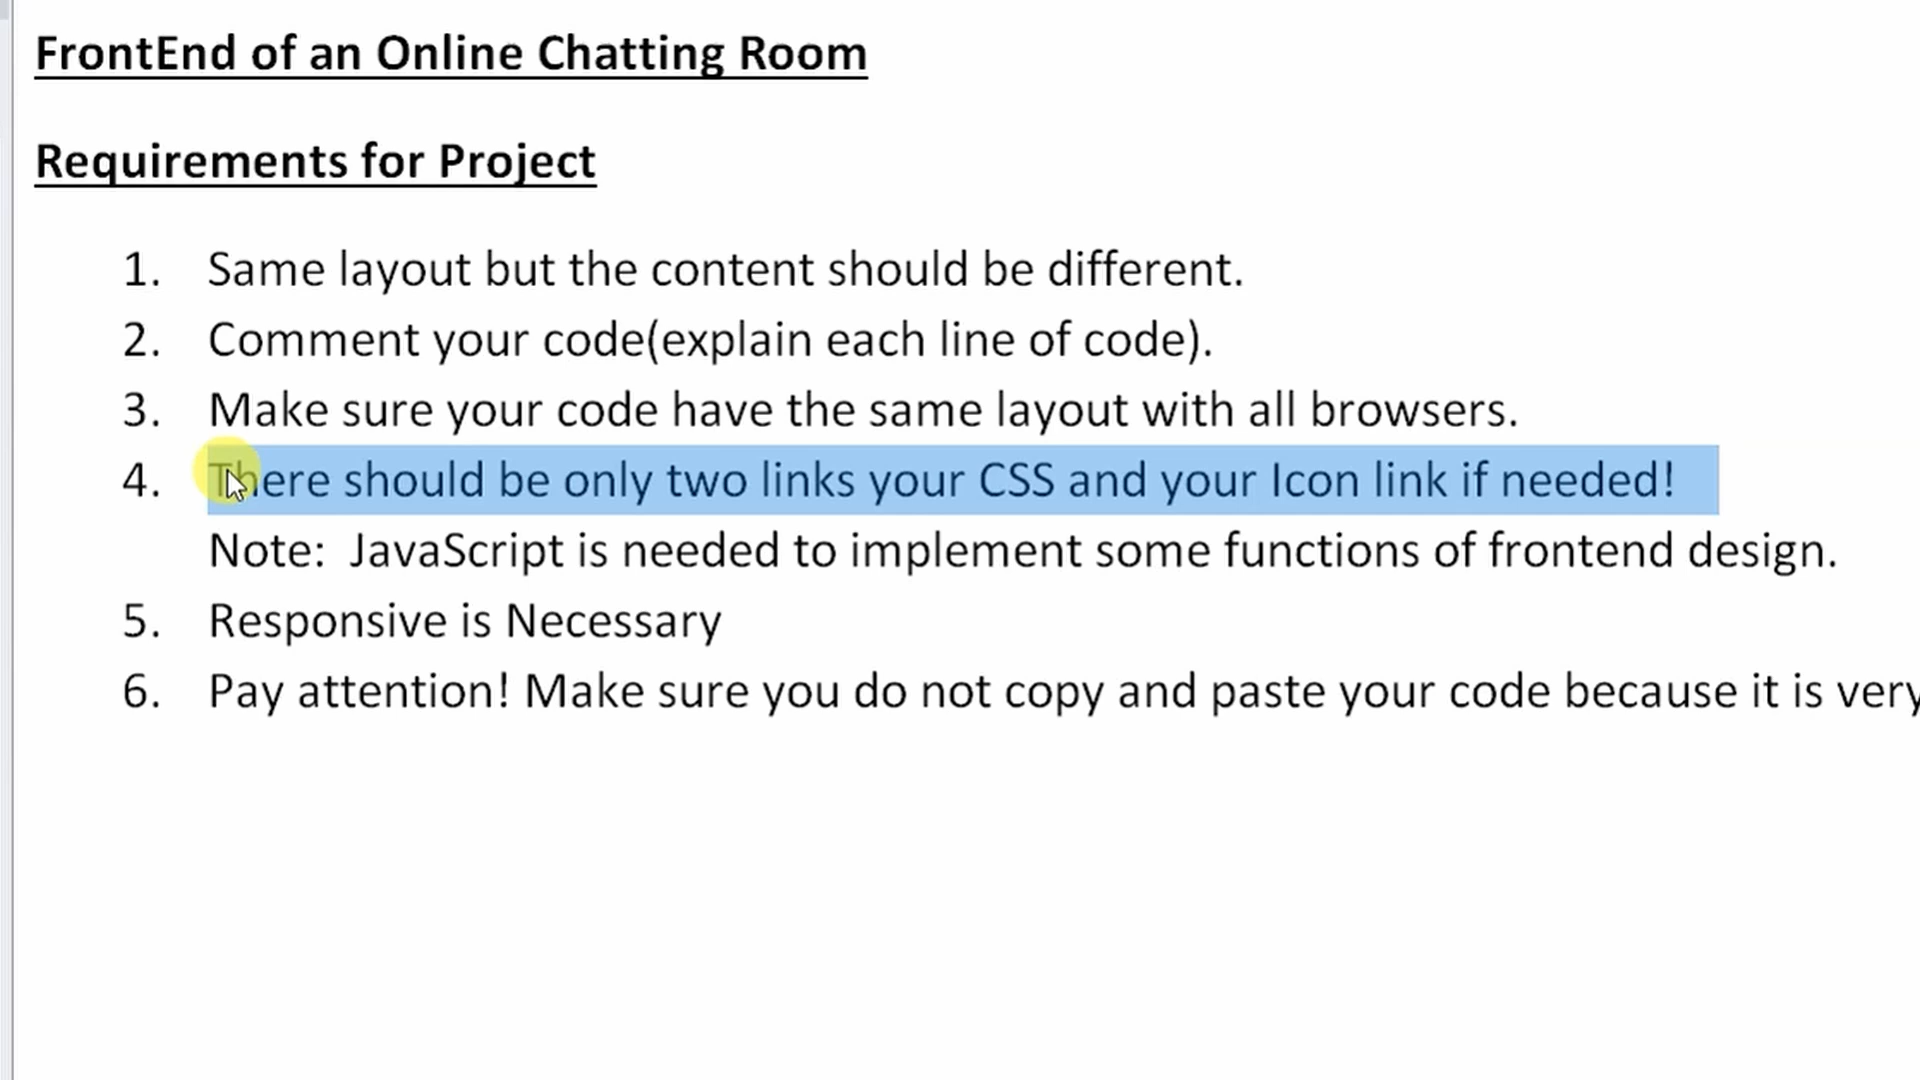 FrontEnd of an Online Chatting Room
Requirements for Project
1. Same layout but the content should be different.
2. Comment your code(explain each line of code).
3. Make sure your code have the same layout with all browsers.
4. There should be only two links your CSS and your Icon link if needed!
Note: JavaScript is needed to implement some functions of frontend design.
5. Responsive is Necessary
6. Pay attention! Make sure you do not copy and paste your code because it is very